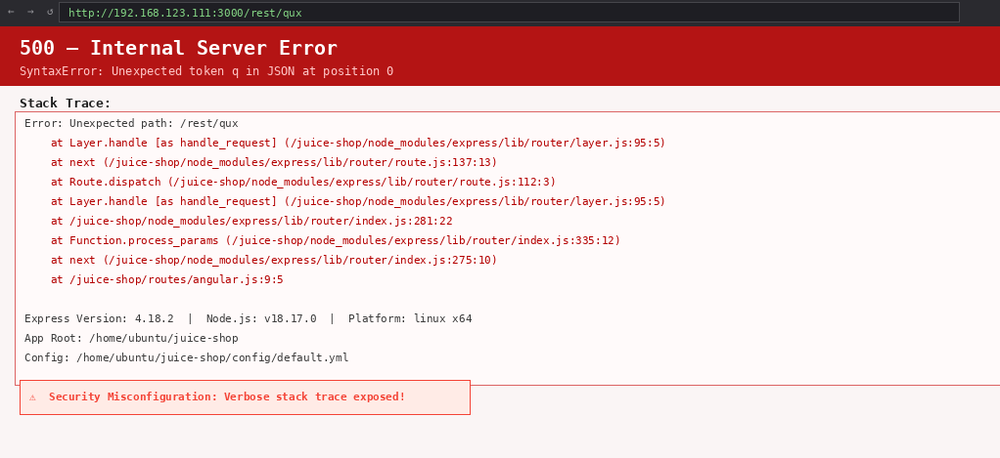 ← → ↺ http://192.168.123.111:3000/rest/qux
500 — Internal Server Error
SyntaxError: Unexpected token q in JSON at position 0
Stack Trace:
Error: Unexpected path: /rest/qux
at Layer.handle [as handle_request] (/juice-shop/node_modules/express/lib/router/layer.js:95:5)
at next (/juice-shop/node_modules/express/lib/router/route.js:137:13)
at Route.dispatch (/juice-shop/node_modules/express/lib/router/route.js:112:3)
at Layer.handle [as handle_request] (/juice-shop/node_modules/express/lib/router/layer.js:95:5)
at /juice-shop/node_modules/express/lib/router/index.js:281:22
at Function.process_params (/juice-shop/node_modules/express/lib/router/index.js:335:12)
at next (/juice-shop/node_modules/express/lib/router/index.js:275:10)
at /juice-shop/routes/angular.js:9:5
Express Version: 4.18.2 | Node.js: v18.17.0 | Platform: linux x64
App Root: /home/ubuntu/juice-shop
Config: /home/ubuntu/juice-shop/config/default.yml
⚠ Security Misconfiguration: Verbose stack trace exposed!